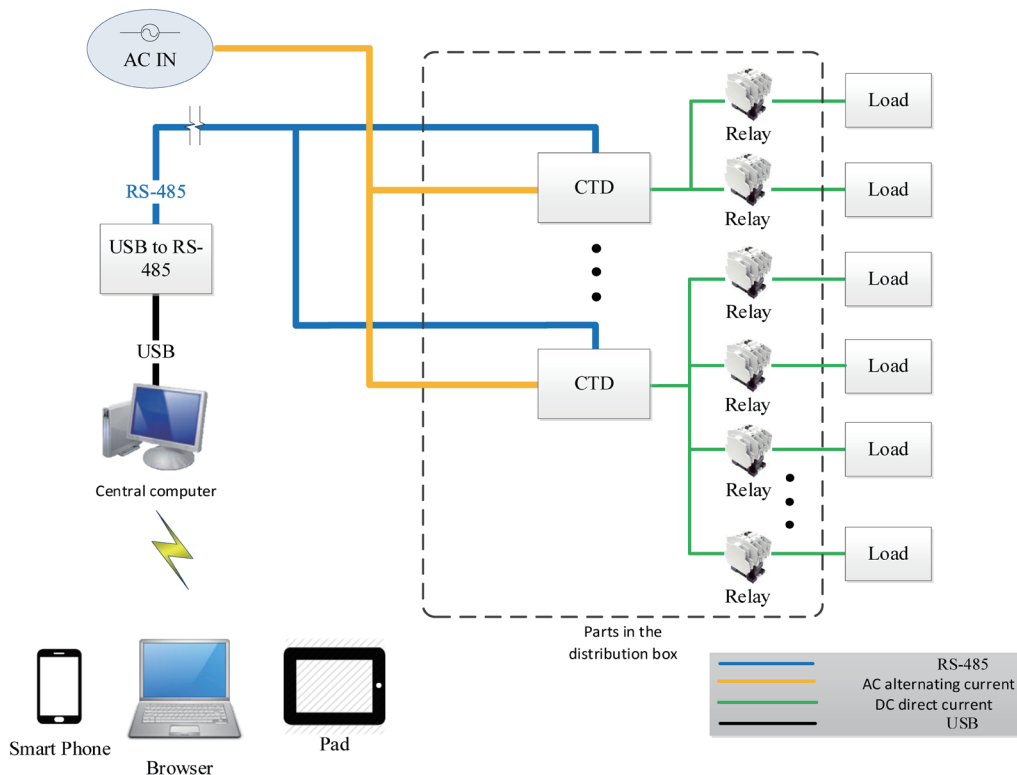 AC IN
RS-485
USB to RS-
485
USB
Central computer
Smart Phone
Browser
Pad
CTD
CTD
Relay
Relay
Relay
Relay
Relay
Relay
Load
Load
Load
Load
Load
Load
Parts in the
distribution box
RS-485
AC alternating current
DC direct current
USB